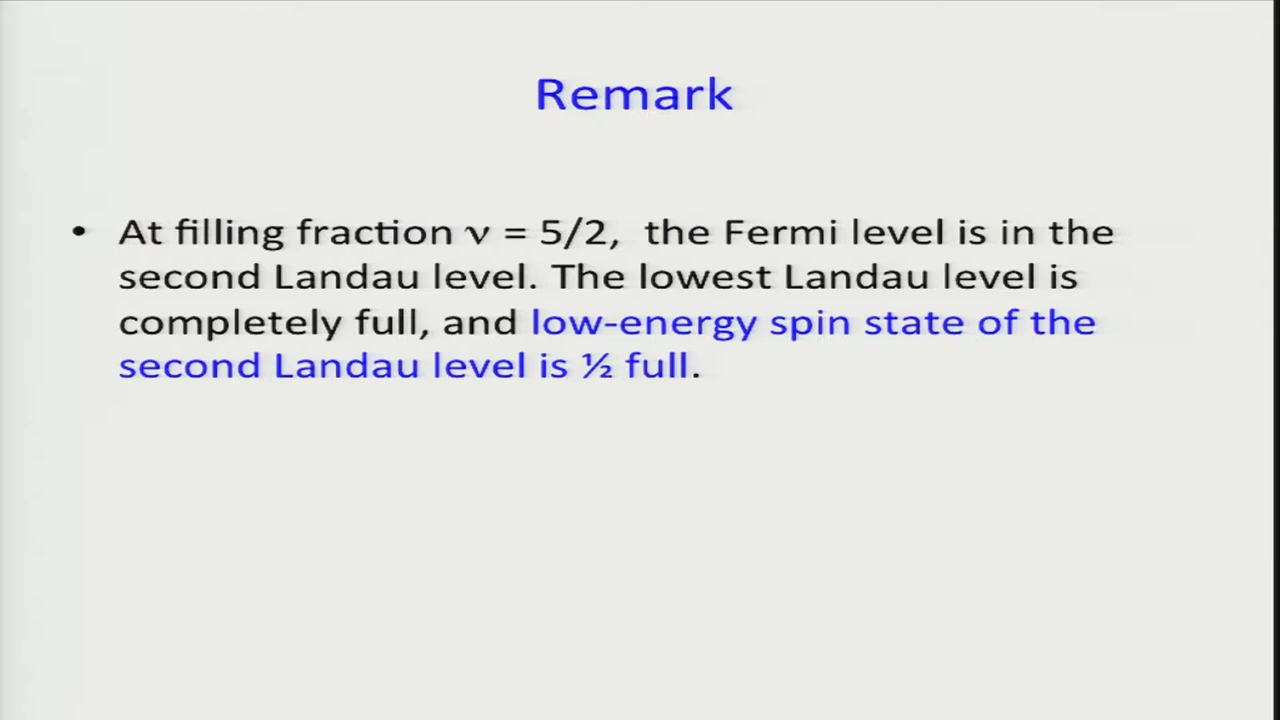 Remark
• At filling fraction ν = 5/2, the Fermi level is in the
second Landau level. The lowest Landau level is
completely full, and low-energy spin state of the
second Landau level is ½ full.